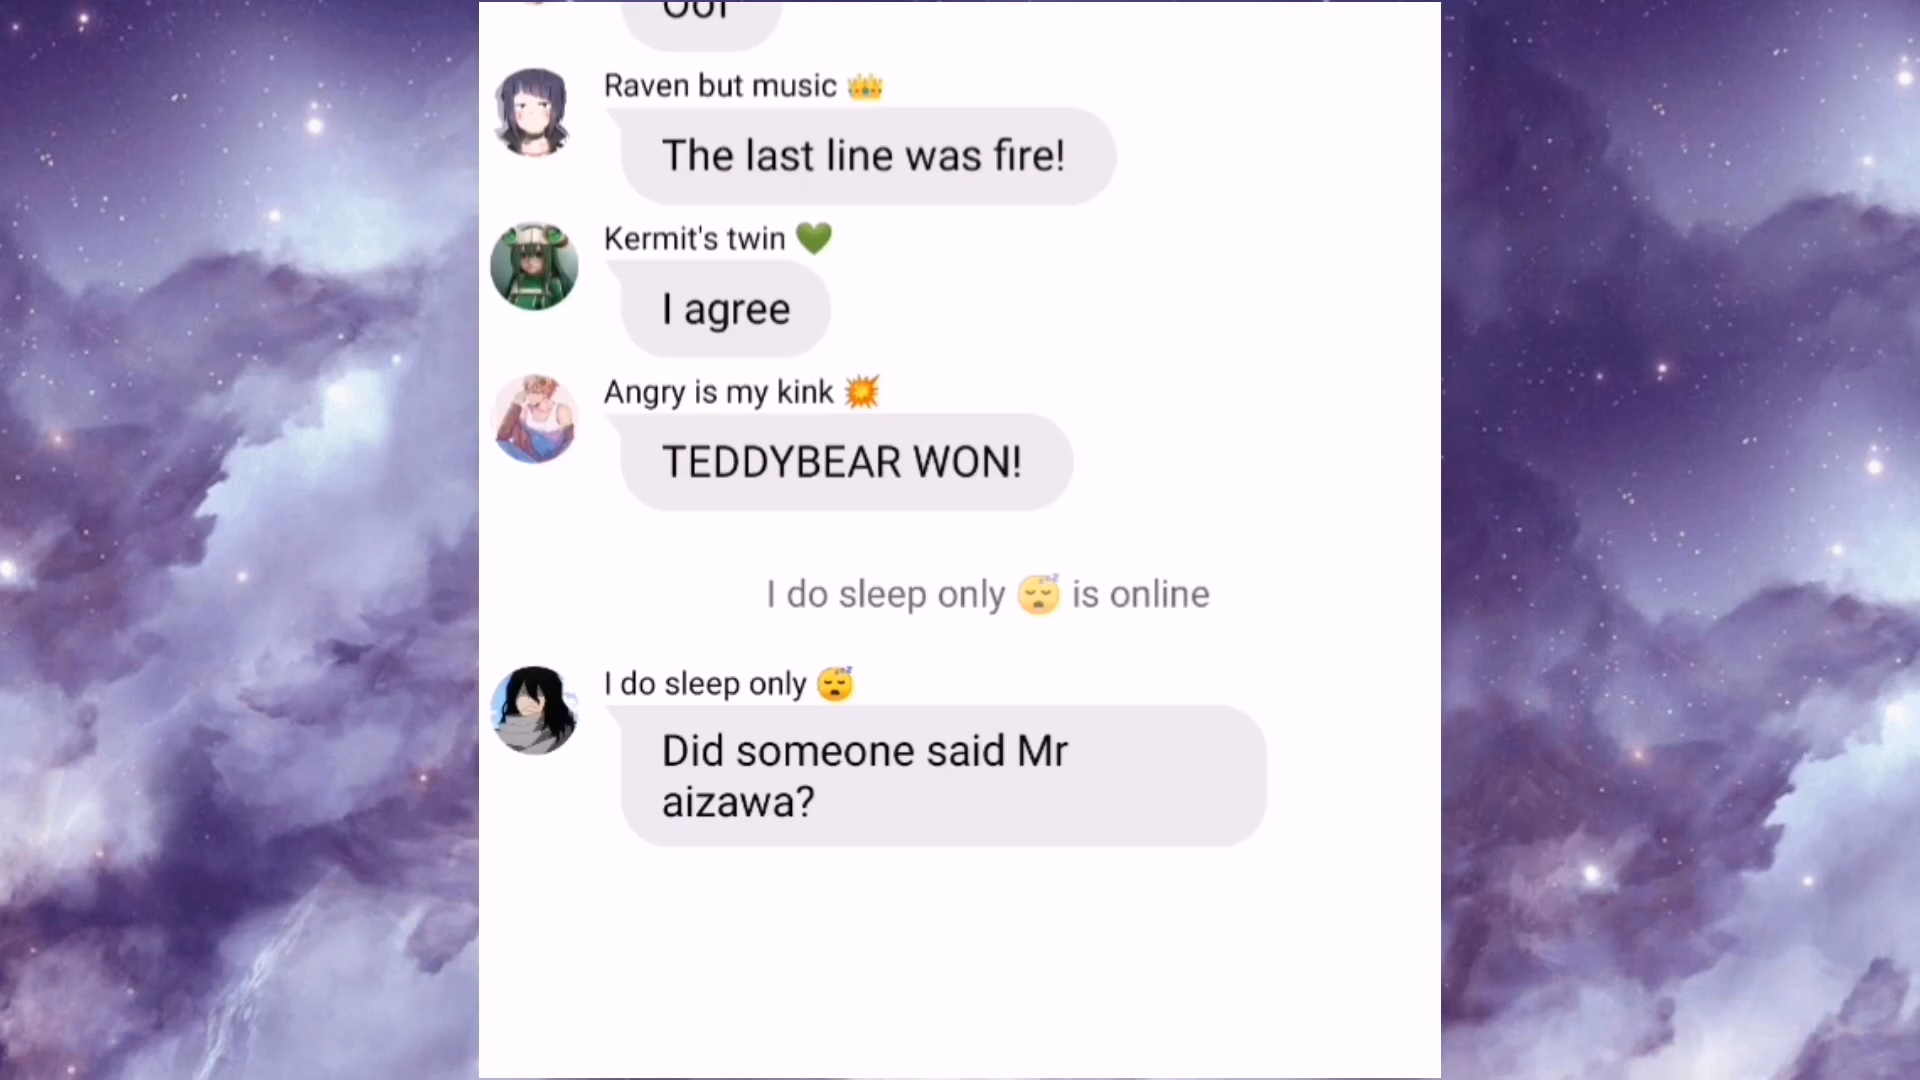 Oof
Raven but music 👑
The last line was fire!
Kermit's twin 💚
I agree
Angry is my kink 💥
TEDDYBEAR WON!
I do sleep only 😴 is online
I do sleep only 😴
Did someone said Mr
aizawa?